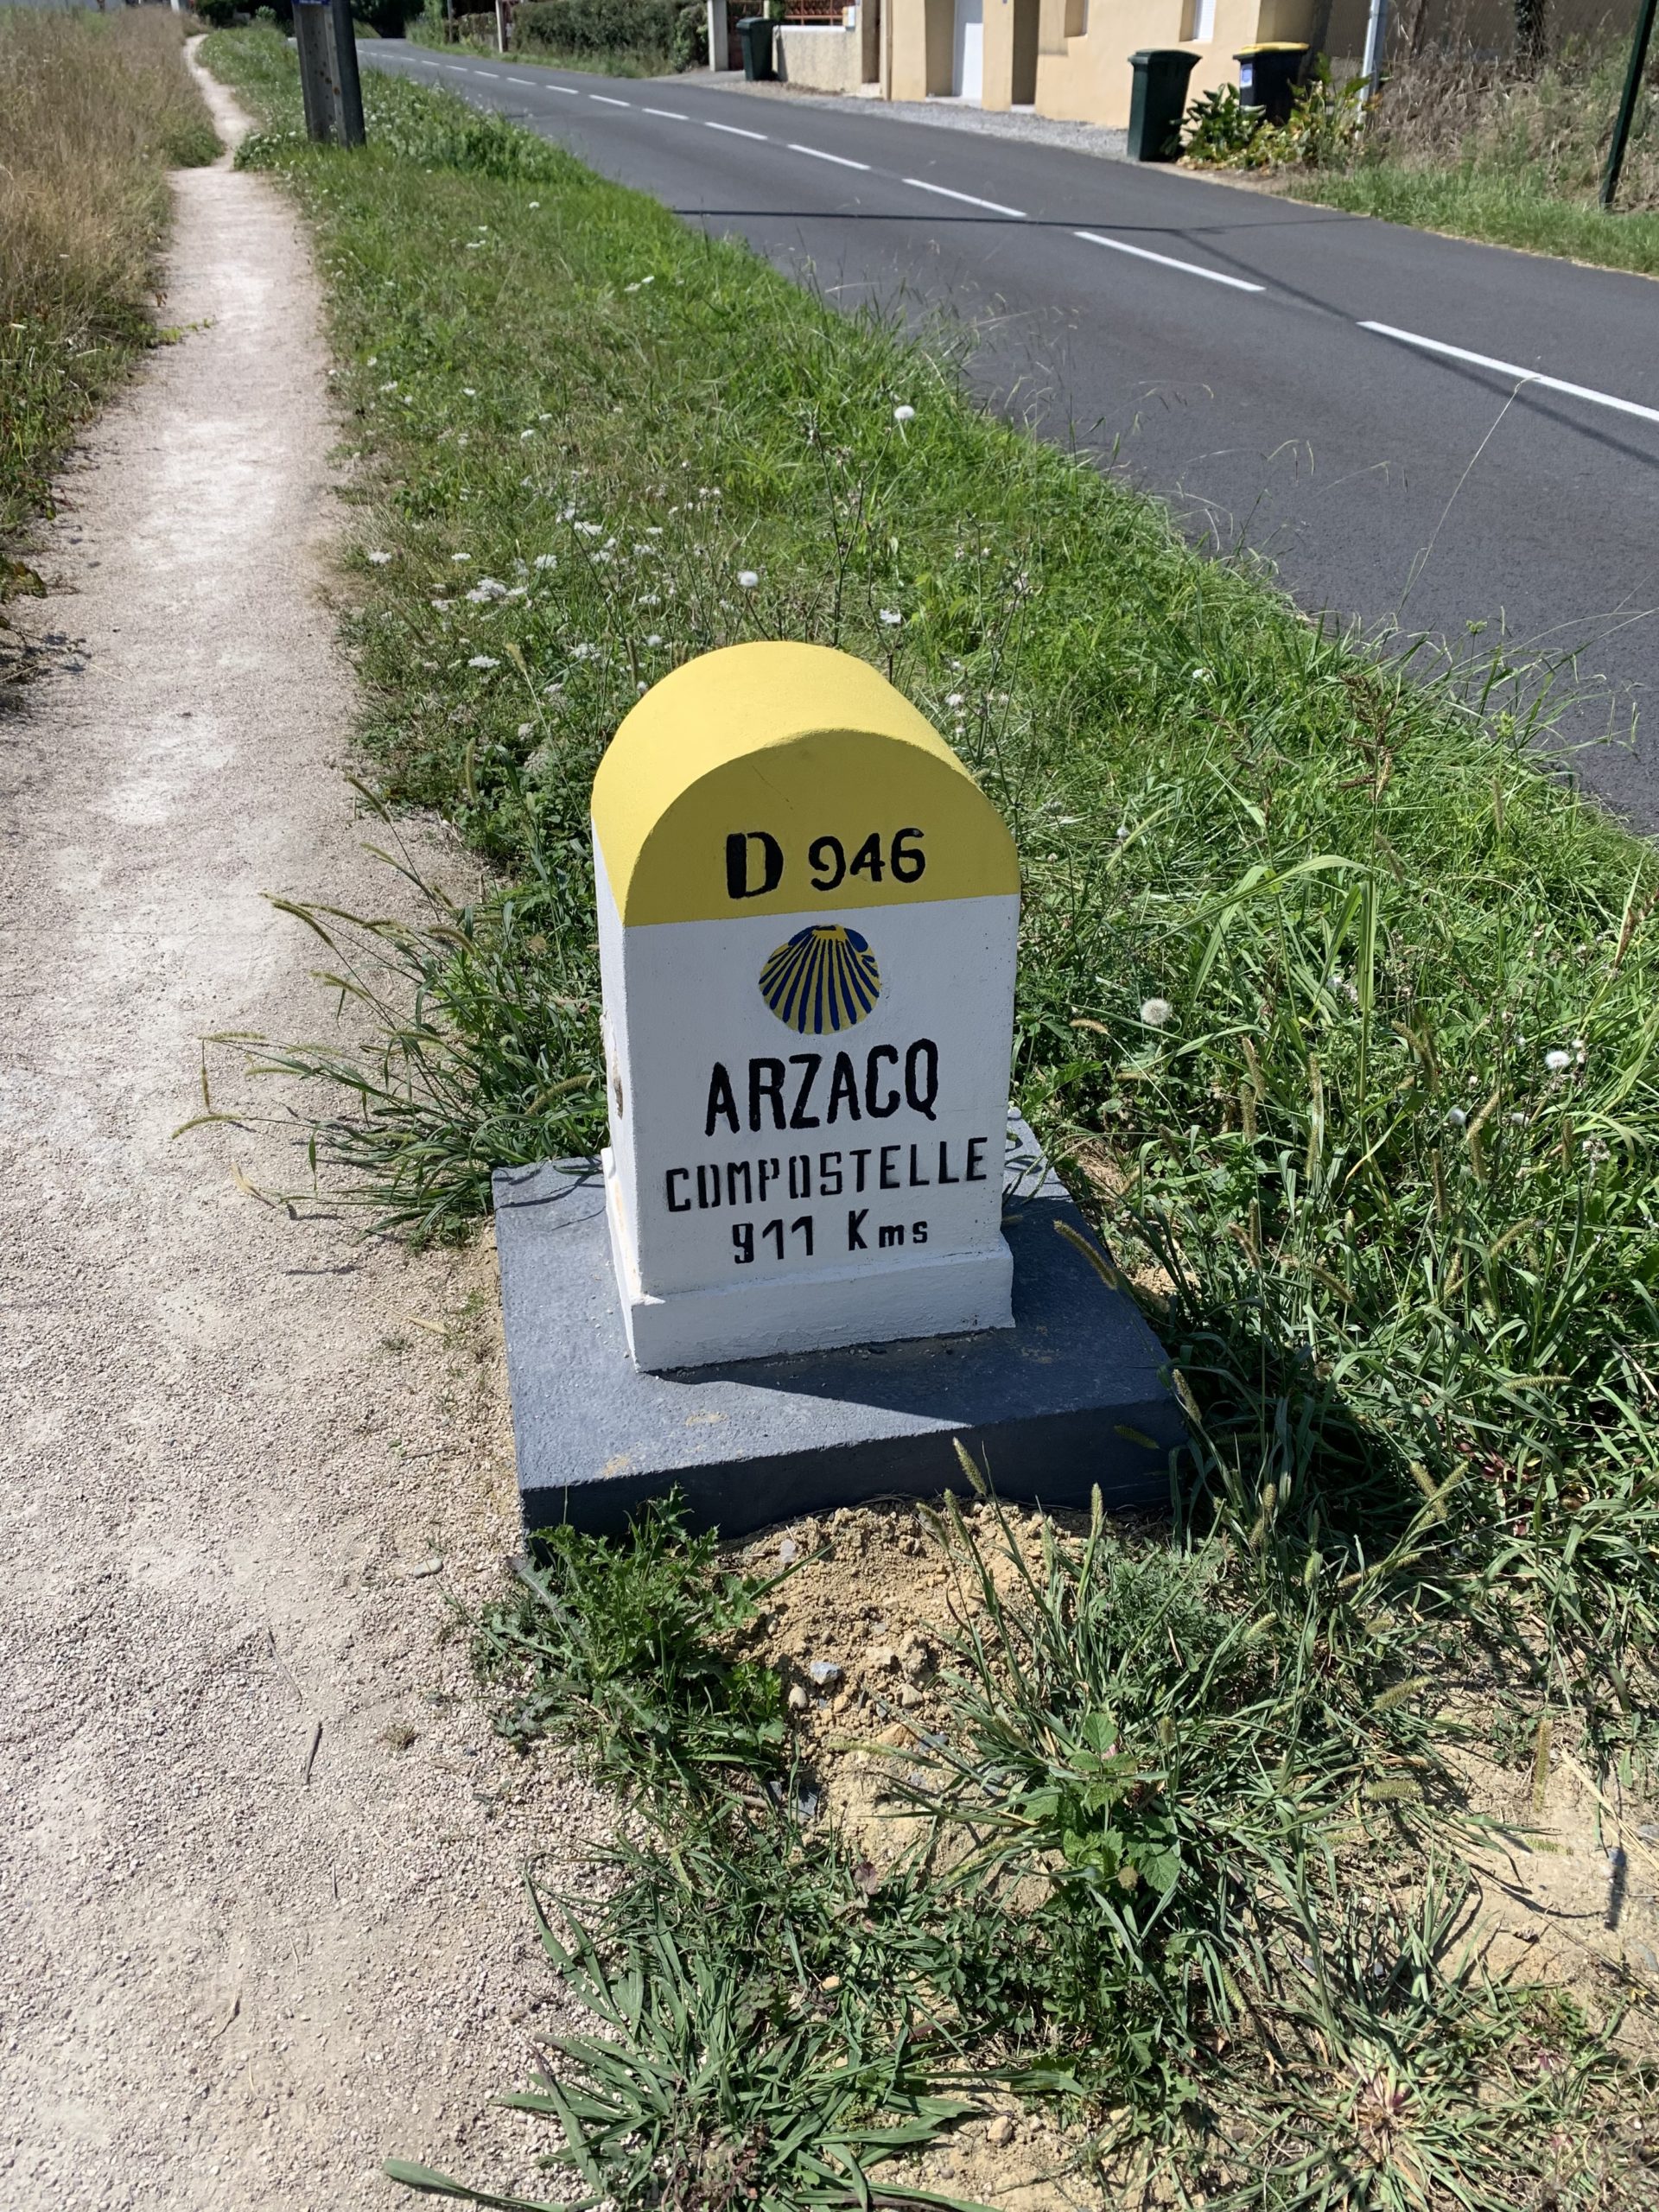 D 946
ARZACQ
COMPOSTELLE
911 Kms